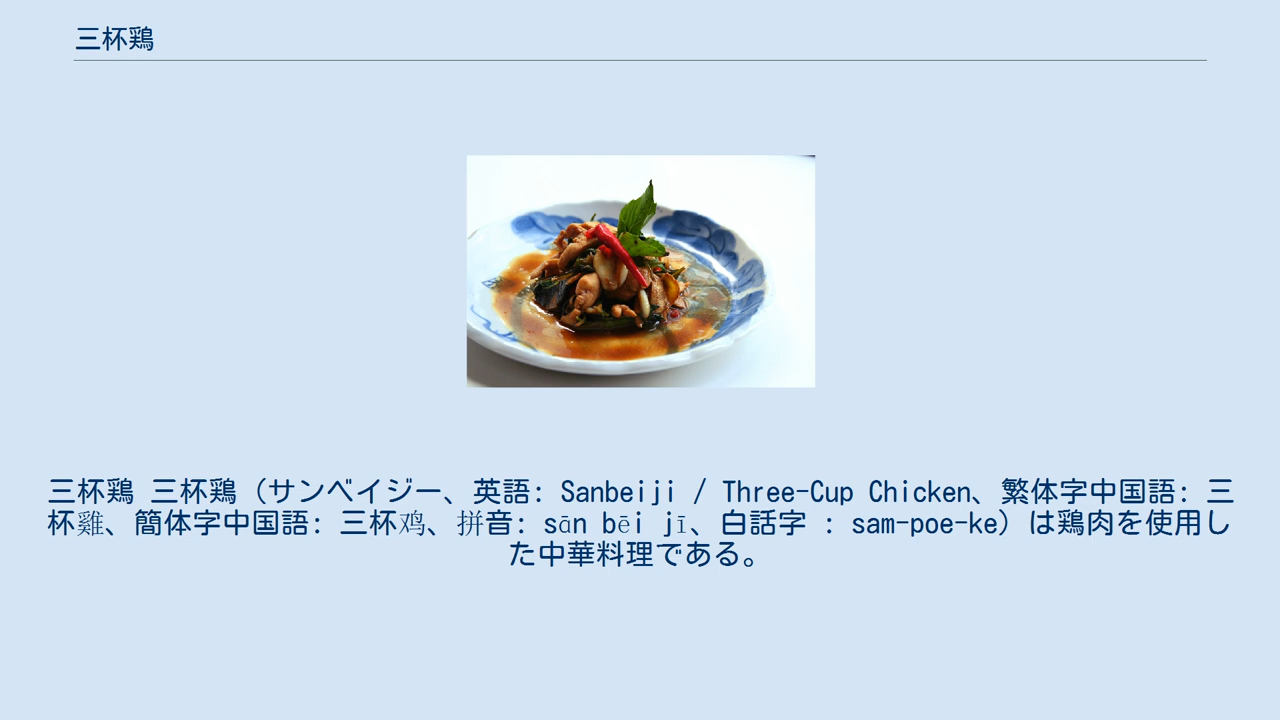 三杯鶏
三杯鶏 三杯鶏（サンベイジー、英語: Sanbeiji / Three-Cup Chicken、繁体字中国語: 三
杯雞、簡体字中国語: 三杯鸡、拼音: sān bēi jī、白話字 : sam-poe-ke）は鶏肉を使用し
た中華料理である。